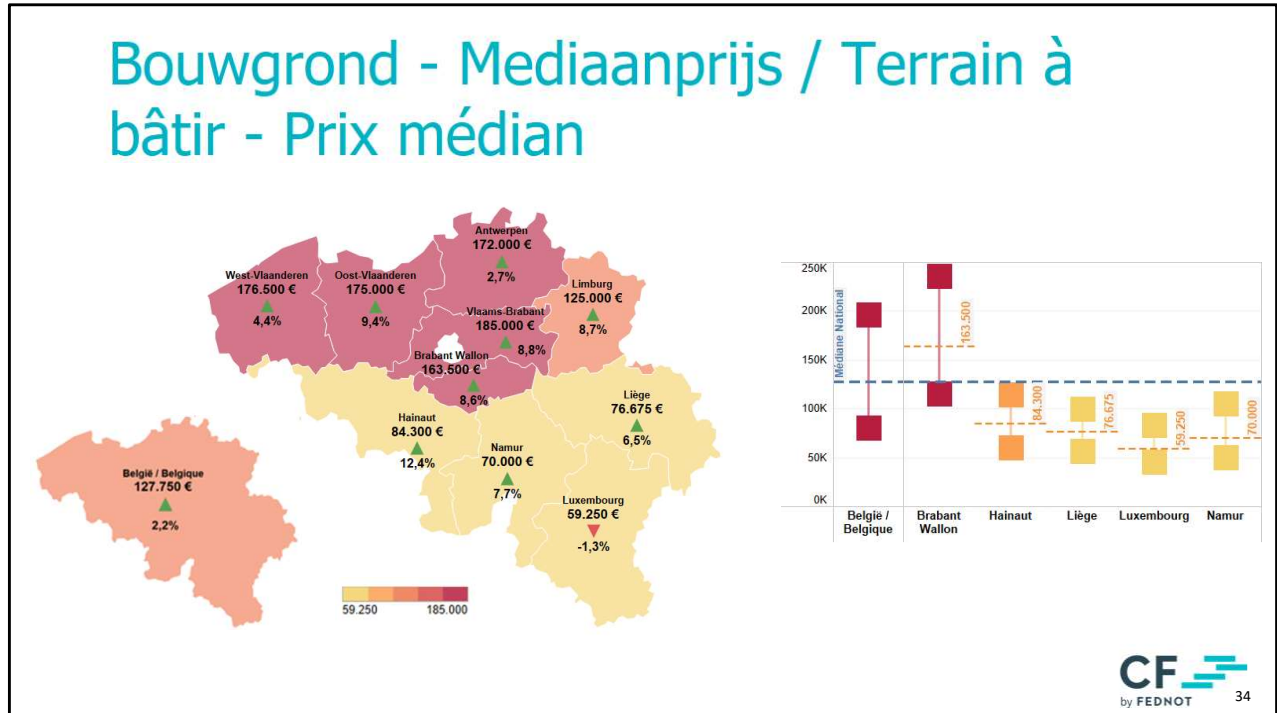 Bouwgrond - Mediaanprijs / Terrain à
bâtir - Prix médian
Antwerpen
172.000 €
2,7%
West-Vlaanderen
176.500 €
4,4%
Oost-Vlaanderen
175.000 €
9,4%
Limburg
125.000 €
8,7%
Vlaams-Brabant
185.000 €
8,8%
Brabant Wallon
163.500 €
8,6%
Liège
76.675 €
6,5%
Hainaut
84.300 €
12,4%
Namur
70.000 €
7,7%
Luxembourg
59.250 €
-1,3%
België / Belgique
127.750 €
2,2%
59.250 185.000
250K
200K
150K
100K
50K
0K
Médiane National
163.500
84.300
76.675
59.250
70.000
België /
Belgique
Brabant
Wallon
Hainaut
Liège
Luxembourg
Namur
CF
by FEDNOT
34